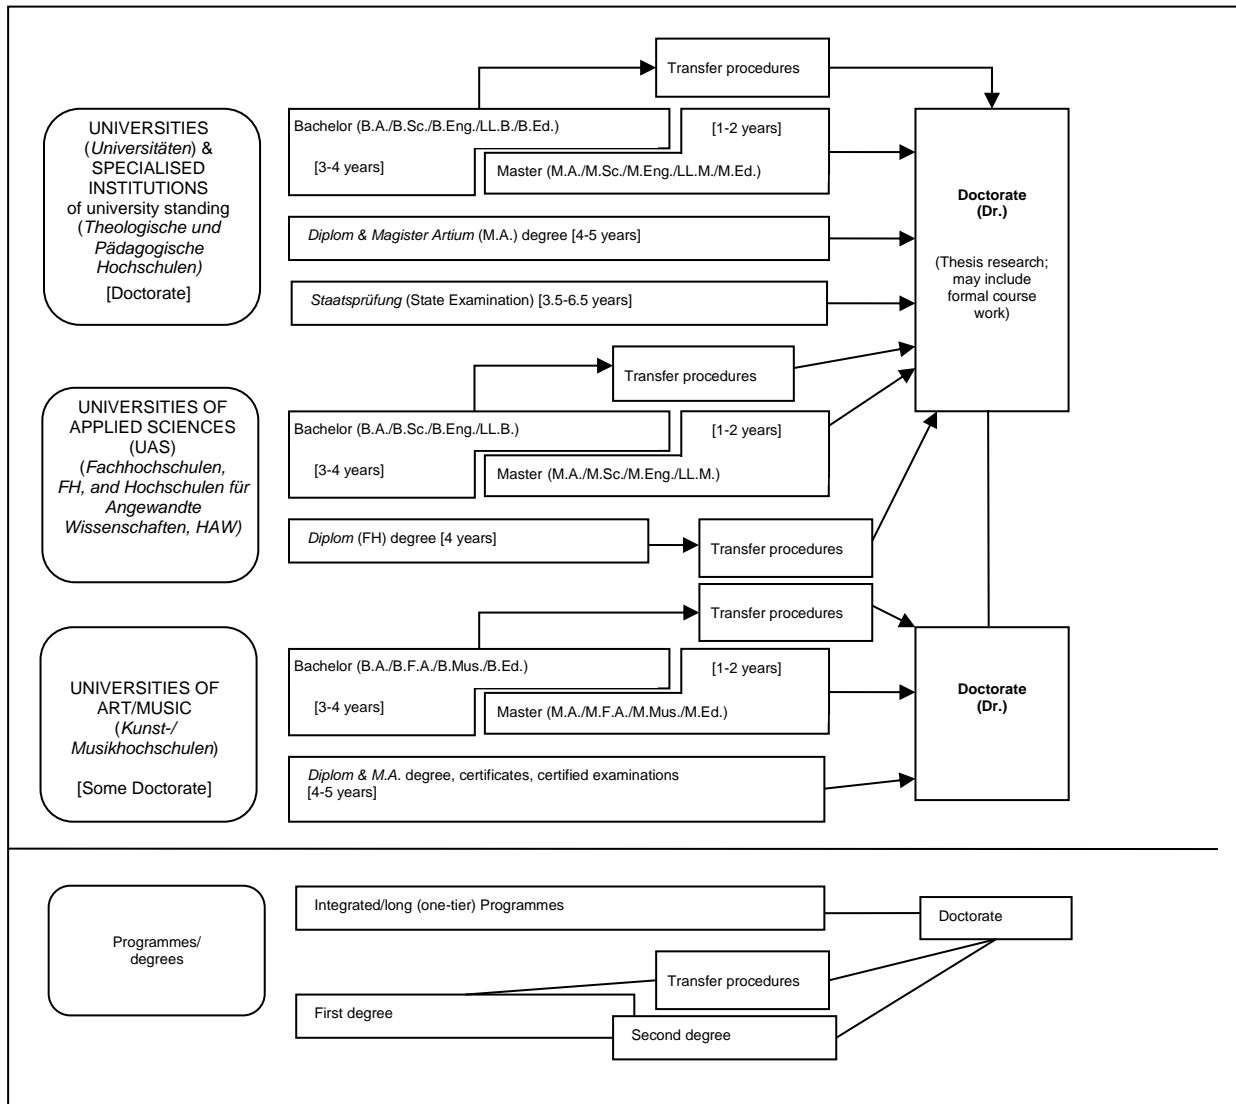 Transfer procedures
UNIVERSITIES
(Universitäten) &
SPECIALISED
INSTITUTIONS
of university standing
(Theologische und
Pädagogische
Hochschulen)
[Doctorate]
Bachelor (B.A./B.Sc./B.Eng./LL.B./B.Ed.)
[3-4 years]
[1-2 years]
Master (M.A./M.Sc./M.Eng./LL.M./M.Ed.)
Diplom & Magister Artium (M.A.) degree [4-5 years]
Staatsprüfung (State Examination) [3.5-6.5 years]
Doctorate
(Dr.)
(Thesis research;
may include
formal course
work)
Transfer procedures
UNIVERSITIES OF
APPLIED SCIENCES
(UAS)
(Fachhochschulen,
FH, and Hochschulen für
Angewandte
Wissenschaften, HAW)
Bachelor (B.A./B.Sc./B.Eng./LL.B.)
[3-4 years]
[1-2 years]
Master (M.A./M.Sc./M.Eng./LL.M.)
Diplom (FH) degree [4 years]
Transfer procedures
Transfer procedures
UNIVERSITIES OF
ART/MUSIC
(Kunst-/
Musikhochschulen)
[Some Doctorate]
Bachelor (B.A./B.F.A./B.Mus./B.Ed.)
[3-4 years]
[1-2 years]
Master (M.A./M.F.A./M.Mus./M.Ed.)
Diplom & M.A. degree, certificates, certified examinations
[4-5 years]
Doctorate
(Dr.)
Programmes/
degrees
Integrated/long (one-tier) Programmes
Doctorate
Transfer procedures
First degree
Second degree